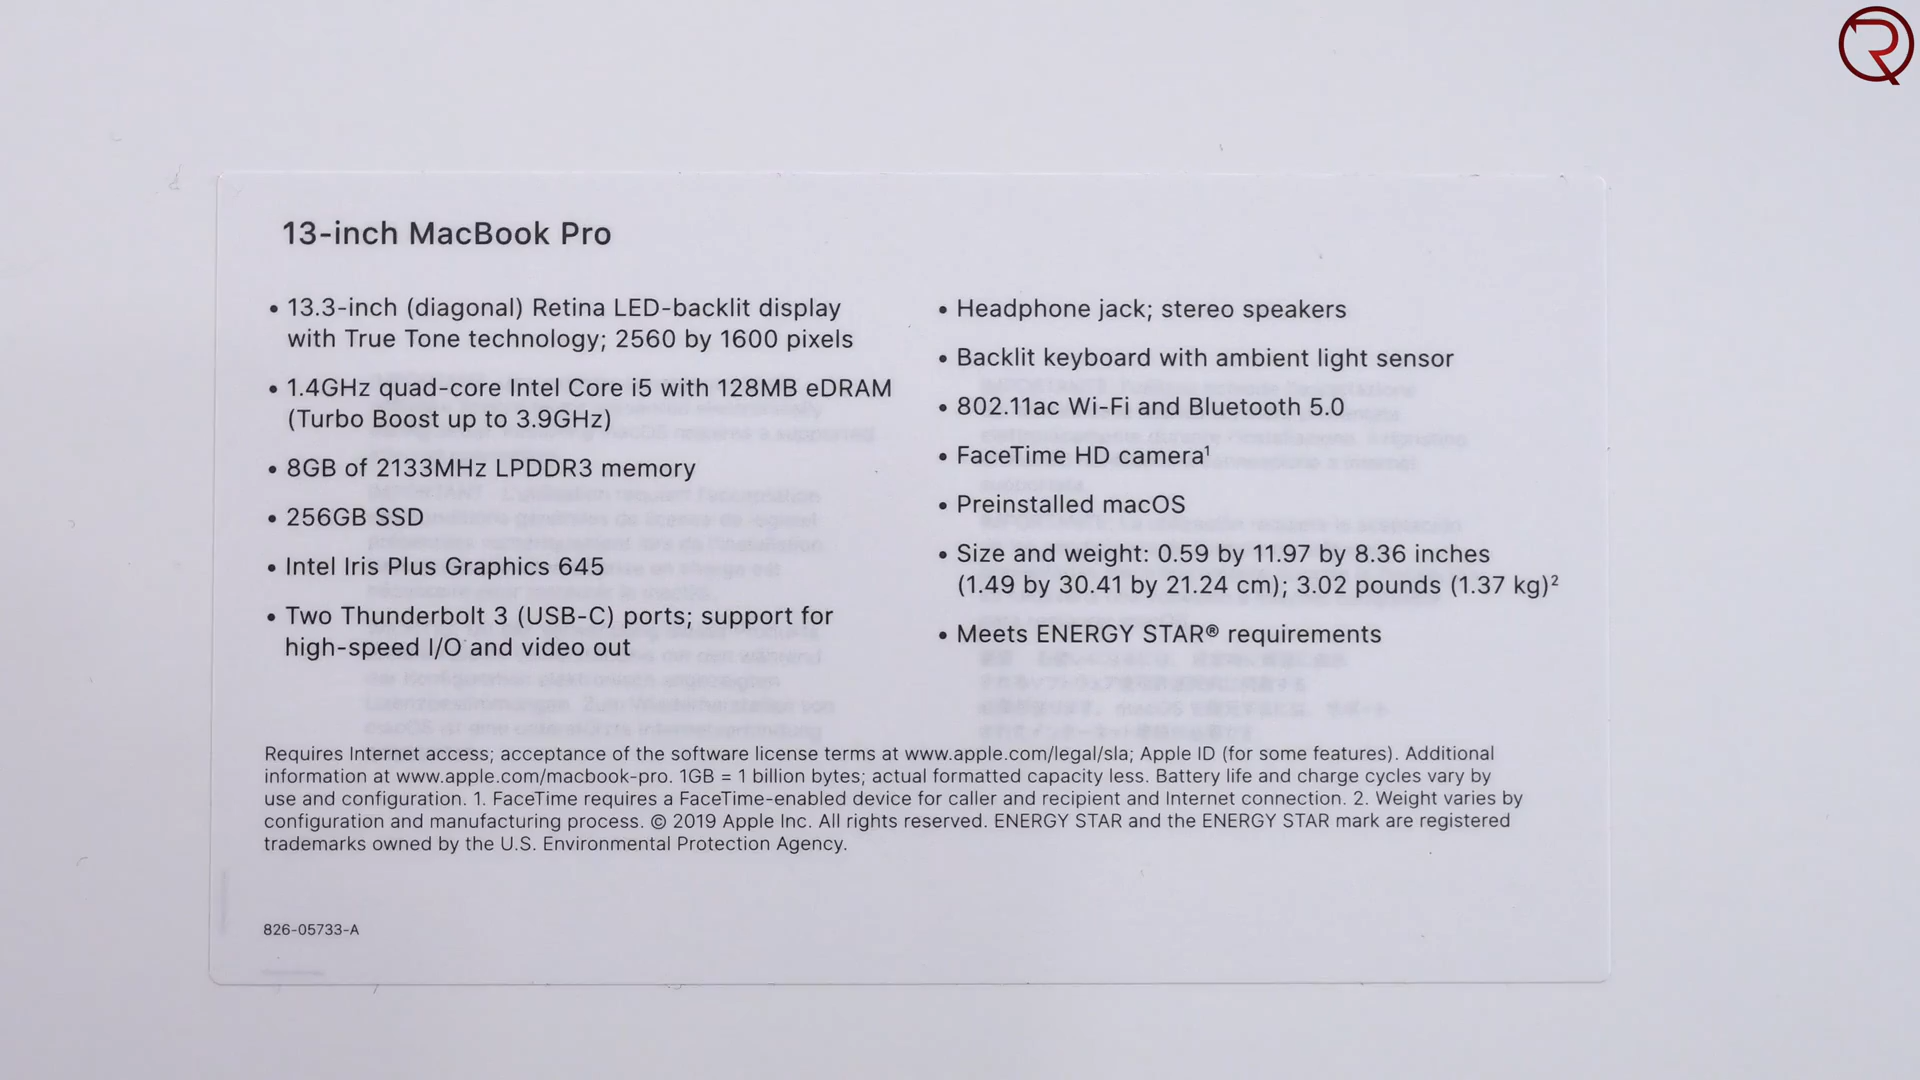 13-inch MacBook Pro
• 13.3-inch (diagonal) Retina LED-backlit display
with True Tone technology; 2560 by 1600 pixels
• 1.4GHz quad-core Intel Core i5 with 128MB eDRAM
(Turbo Boost up to 3.9GHz)
• 8GB of 2133MHz LPDDR3 memory
• 256GB SSD
• Intel Iris Plus Graphics 645
• Two Thunderbolt 3 (USB-C) ports; support for
high-speed I/O and video out
• Headphone jack; stereo speakers
• Backlit keyboard with ambient light sensor
• 802.11ac Wi-Fi and Bluetooth 5.0
• FaceTime HD camera¹
• Preinstalled macOS
• Size and weight: 0.59 by 11.97 by 8.36 inches
(1.49 by 30.41 by 21.24 cm); 3.02 pounds (1.37 kg)²
• Meets ENERGY STAR® requirements
Requires Internet access; acceptance of the software license terms at www.apple.com/legal/sla; Apple ID (for some features). Additional
information at www.apple.com/macbook-pro. 1GB = 1 billion bytes; actual formatted capacity less. Battery life and charge cycles vary by
use and configuration. 1. FaceTime requires a FaceTime-enabled device for caller and recipient and Internet connection. 2. Weight varies by
configuration and manufacturing process. © 2019 Apple Inc. All rights reserved. ENERGY STAR and the ENERGY STAR mark are registered
trademarks owned by the U.S. Environmental Protection Agency.
826-05733-A